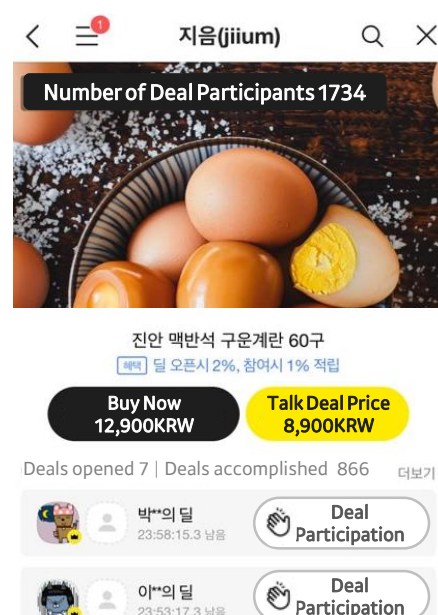 1
지음(jiium)
Number of Deal Participants 1734
진안 맥반석 구운계란 60구
혜택 딜 오픈시 2%, 참여시 1% 적립
Buy Now
12,900KRW
Talk Deal Price
8,900KRW
Deals opened 7 | Deals accomplished 866 더보기
박**의 딜
23:58:15.3 남음
Deal
Participation
이**의 딜
23:53:17.3 남음
Deal
Participation